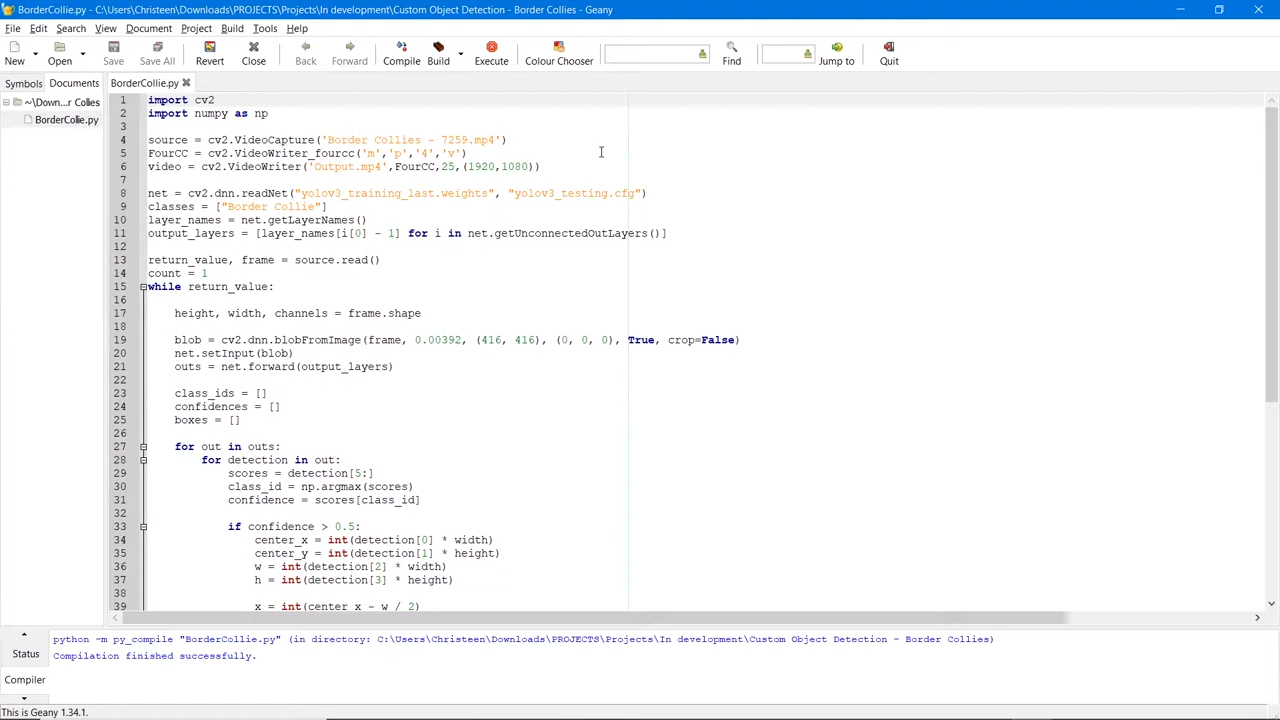 BorderCollie.py - C:\Users\Christeen\Downloads\PROJECTS\Projects\In development\Custom Object Detection - Border Collies - Geany
File Edit Search View Document Project Build Tools Help
New Open Save Save All Revert Close Back Forward Compile Build Execute Colour Chooser Find Jump to Quit
Symbols Documents BorderCollie.py
~\Down...r Collies
BorderCollie.py
1 import cv2
2 import numpy as np
3
4 source = cv2.VideoCapture('Border Collies - 7259.mp4')
5 FourCC = cv2.VideoWriter_fourcc('m','p','4','v')
6 video = cv2.VideoWriter('Output.mp4',FourCC,25,(1920,1080))
7
8 net = cv2.dnn.readNet("yolov3_training_last.weights", "yolov3_testing.cfg")
9 classes = ["Border Collie"]
10 layer_names = net.getLayerNames()
11 output_layers = [layer_names[i[0] - 1] for i in net.getUnconnectedOutLayers()]
12
13 return_value, frame = source.read()
14 count = 1
15 while return_value:
16
17 height, width, channels = frame.shape
18
19 blob = cv2.dnn.blobFromImage(frame, 0.00392, (416, 416), (0, 0, 0), True, crop=False)
20 net.setInput(blob)
21 outs = net.forward(output_layers)
22
23 class_ids = []
24 confidences = []
25 boxes = []
26
27 for out in outs:
28 for detection in out:
29 scores = detection[5:]
30 class_id = np.argmax(scores)
31 confidence = scores[class_id]
32
33 if confidence > 0.5:
34 center_x = int(detection[0] * width)
35 center_y = int(detection[1] * height)
36 w = int(detection[2] * width)
37 h = int(detection[3] * height)
38
39 x = int(center_x - w / 2)
Status
Compiler
python -m py_compile "BorderCollie.py" (in directory: C:\Users\Christeen\Downloads\PROJECTS\Projects\In development\Custom Object Detection - Border Collies)
Compilation finished successfully.
This is Geany 1.34.1.